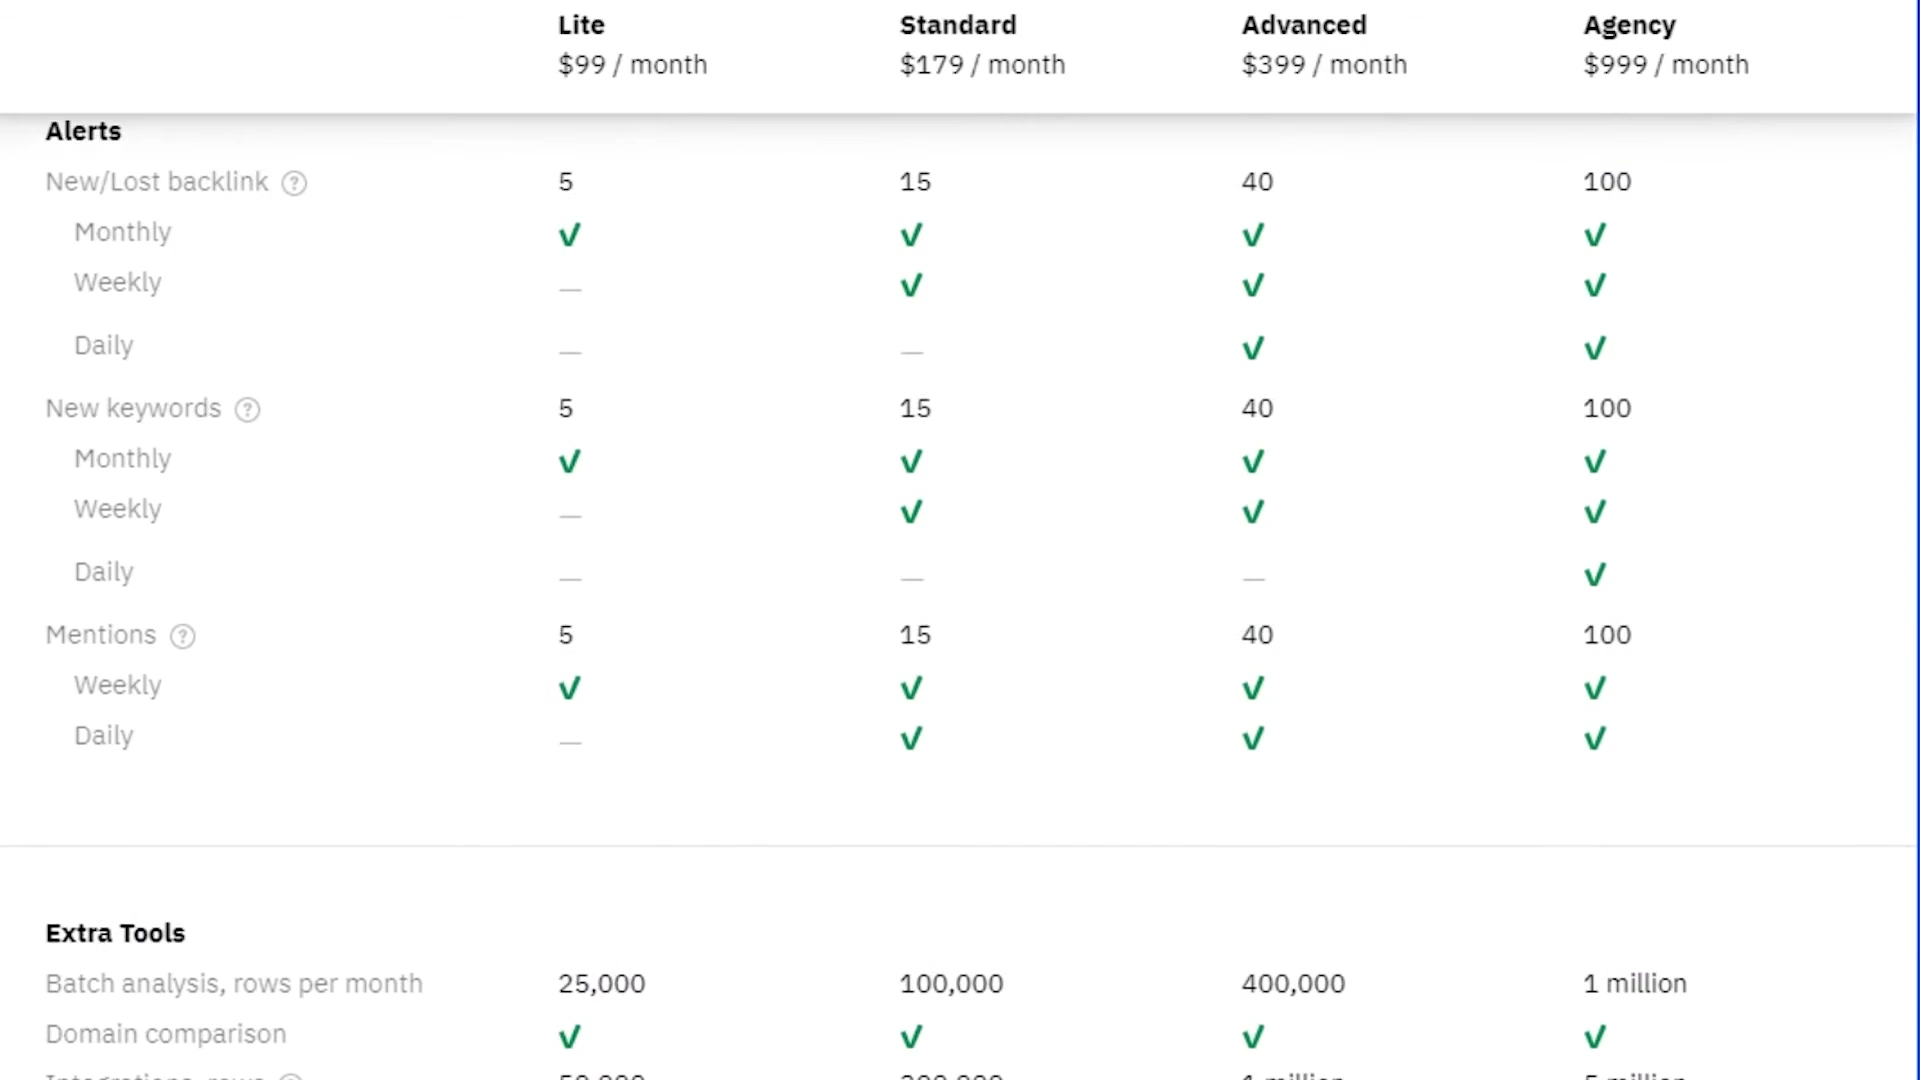 Lite Standard Advanced Agency
$99 / month $179 / month $399 / month $999 / month
Alerts
New/Lost backlink ? 5 15 40 100
Monthly ✓ ✓ ✓ ✓
Weekly — ✓ ✓ ✓
Daily — — ✓ ✓
New keywords ? 5 15 40 100
Monthly ✓ ✓ ✓ ✓
Weekly — ✓ ✓ ✓
Daily — — — ✓
Mentions ? 5 15 40 100
Weekly ✓ ✓ ✓ ✓
Daily — ✓ ✓ ✓
Extra Tools
Batch analysis, rows per month 25,000 100,000 400,000 1 million
Domain comparison ✓ ✓ ✓ ✓